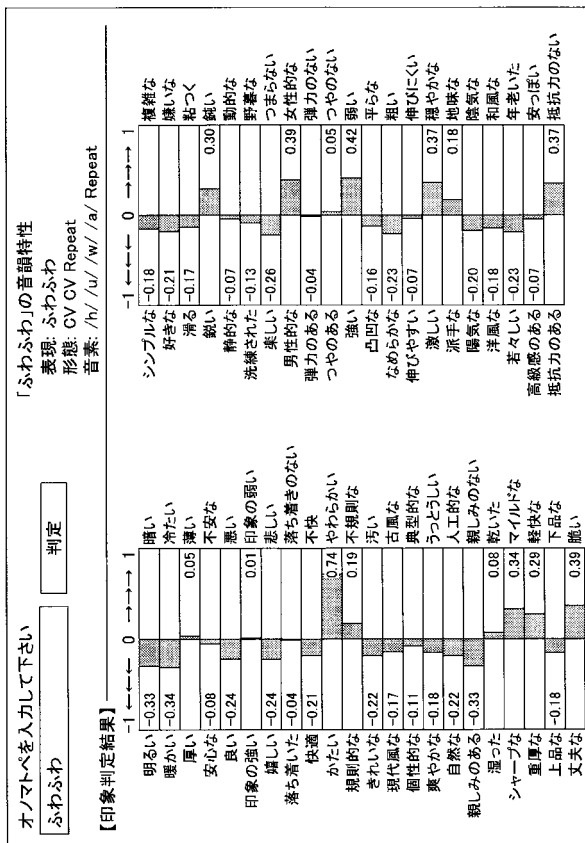 オノマトペを入力して下さい
ふわふわ
判定
「ふわふわ」の音韻特性
表現: ふわふわ
形態: CV CV Repeat
音素: /h/ /u/ /w/ /a/ Repeat
【印象判定結果】
-1 ←←←← 0 →→→→ 1
明るい -0.33 暗い
暖かい -0.34 冷たい
厚い 0.05 薄い
安心な -0.08 不安な
良い -0.24 悪い
印象の強い 0.01 印象の弱い
嬉しい -0.24 悲しい
落ち着いた -0.04 落ち着きのない
快適 -0.21 不快
かたい 0.74 やわらかい
規則的な 0.19 不規則な
きれいな -0.22 汚い
現代風な -0.17 古風な
個性的な -0.11 典型的な
爽やかな -0.18 うっとうしい
自然な -0.22 人工的な
親しみのある -0.33 親しみのない
湿った 0.08 乾いた
シャープな 0.34 マイルドな
重厚な 0.29 軽快な
上品な -0.18 下品な
丈夫な 0.39 脆い
-1 ←←←← 0 →→→→ 1
シンプルな -0.18 複雑な
好きな -0.21 嫌いな
滑る -0.17 粘つく
鋭い 0.30 鈍い
静的な -0.07 動的な
洗練された -0.13 野暮な
楽しい -0.26 つまらない
男性的な 0.39 女性的な
弾力のある -0.04 弾力のない
つやのある 0.05 つやのない
強い 0.42 弱い
凸凹な -0.16 平らな
なめらかな -0.23 粗い
伸びやすい -0.07 伸びにくい
激しい 0.37 穏やかな
派手な 0.18 地味な
陽気な -0.20 陰気な
洋風な -0.18 和風な
若々しい -0.23 年老いた
高級感のある -0.07 安っぽい
抵抗力のある 0.37 抵抗力のない